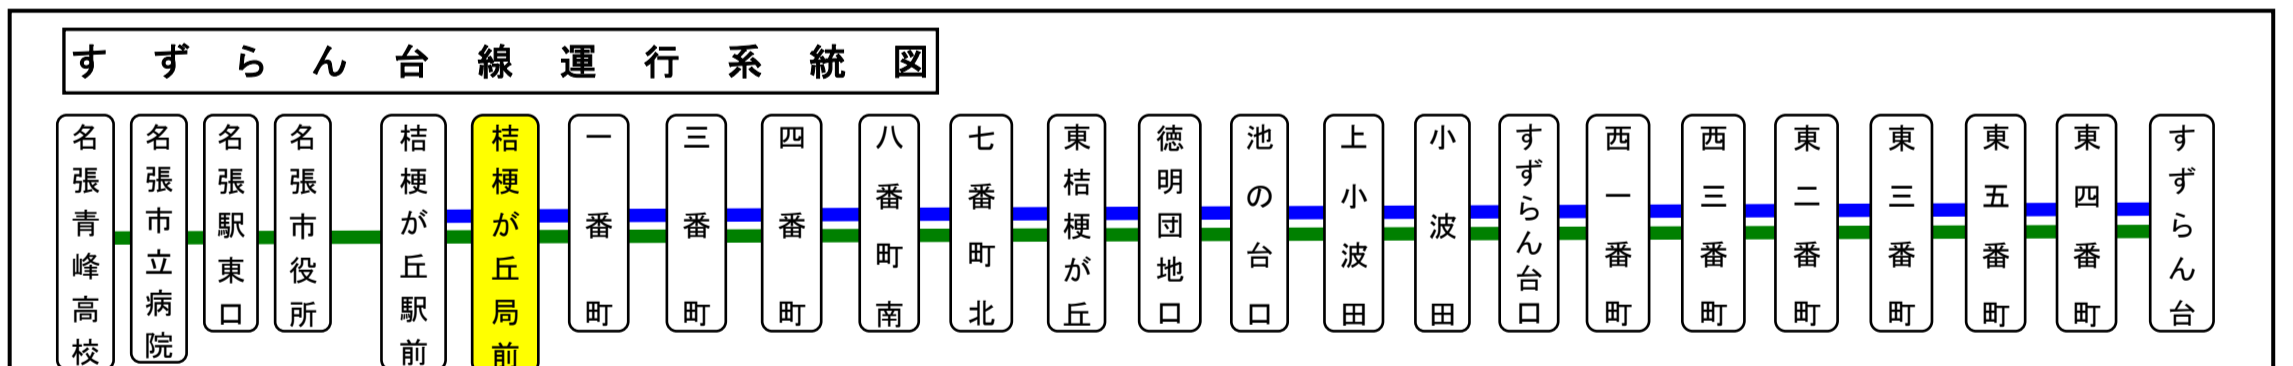 すずらん台線運行系統図
名張青峰高校
名張市立病院
名張駅東口
名張市役所
桔梗が丘駅前
桔梗が丘局前
一番町
三番町
四番町
八番町南
七番町北
東桔梗が丘
徳明団地口
池の台口
上小波田
小波田
すずらん台口
西一番町
西三番町
東二番町
東三番町
東五番町
東四番町
すずらん台